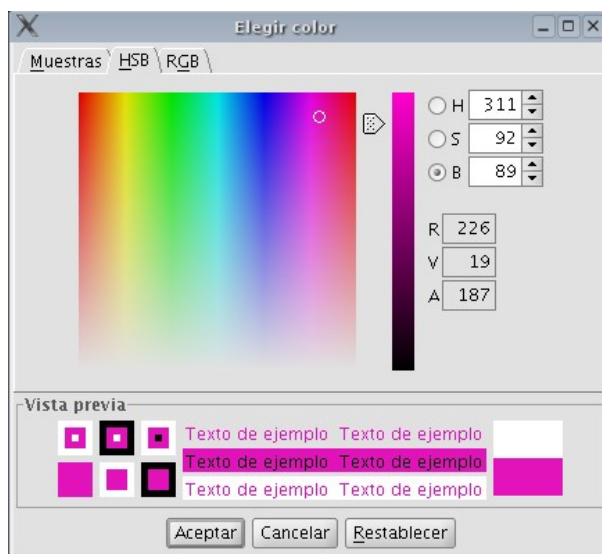 Elegir color
Muestras HSB RGB
H 311
S 92
B 89
R 226
V 19
A 187
Vista previa
Texto de ejemplo Texto de ejemplo
Texto de ejemplo Texto de ejemplo
Texto de ejemplo Texto de ejemplo
Aceptar Cancelar Restablecer